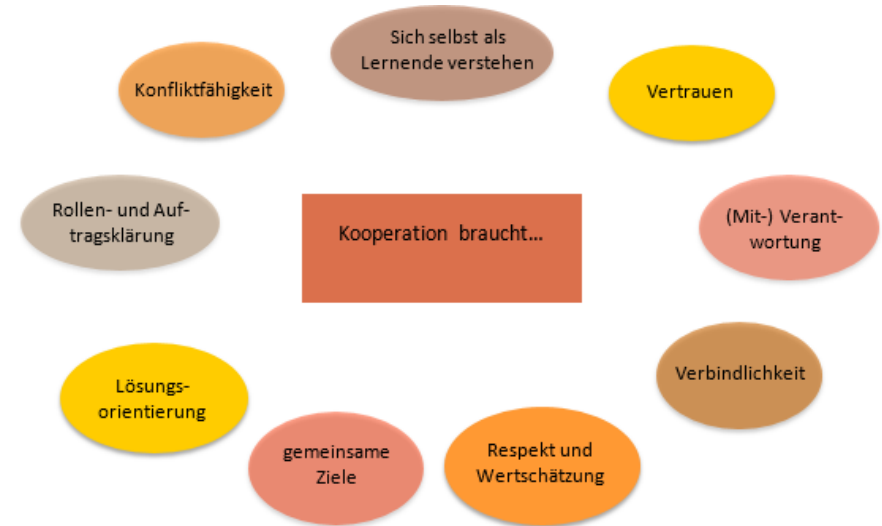 Sich selbst als
Lernende verstehen
Konfliktfähigkeit
Vertrauen
Rollen- und Auf-
tragsklärung
(Mit-) Verant-
wortung
Kooperation braucht...
Verbindlichkeit
Lösungs-
orientierung
gemeinsame
Ziele
Respekt und
Wertschätzung